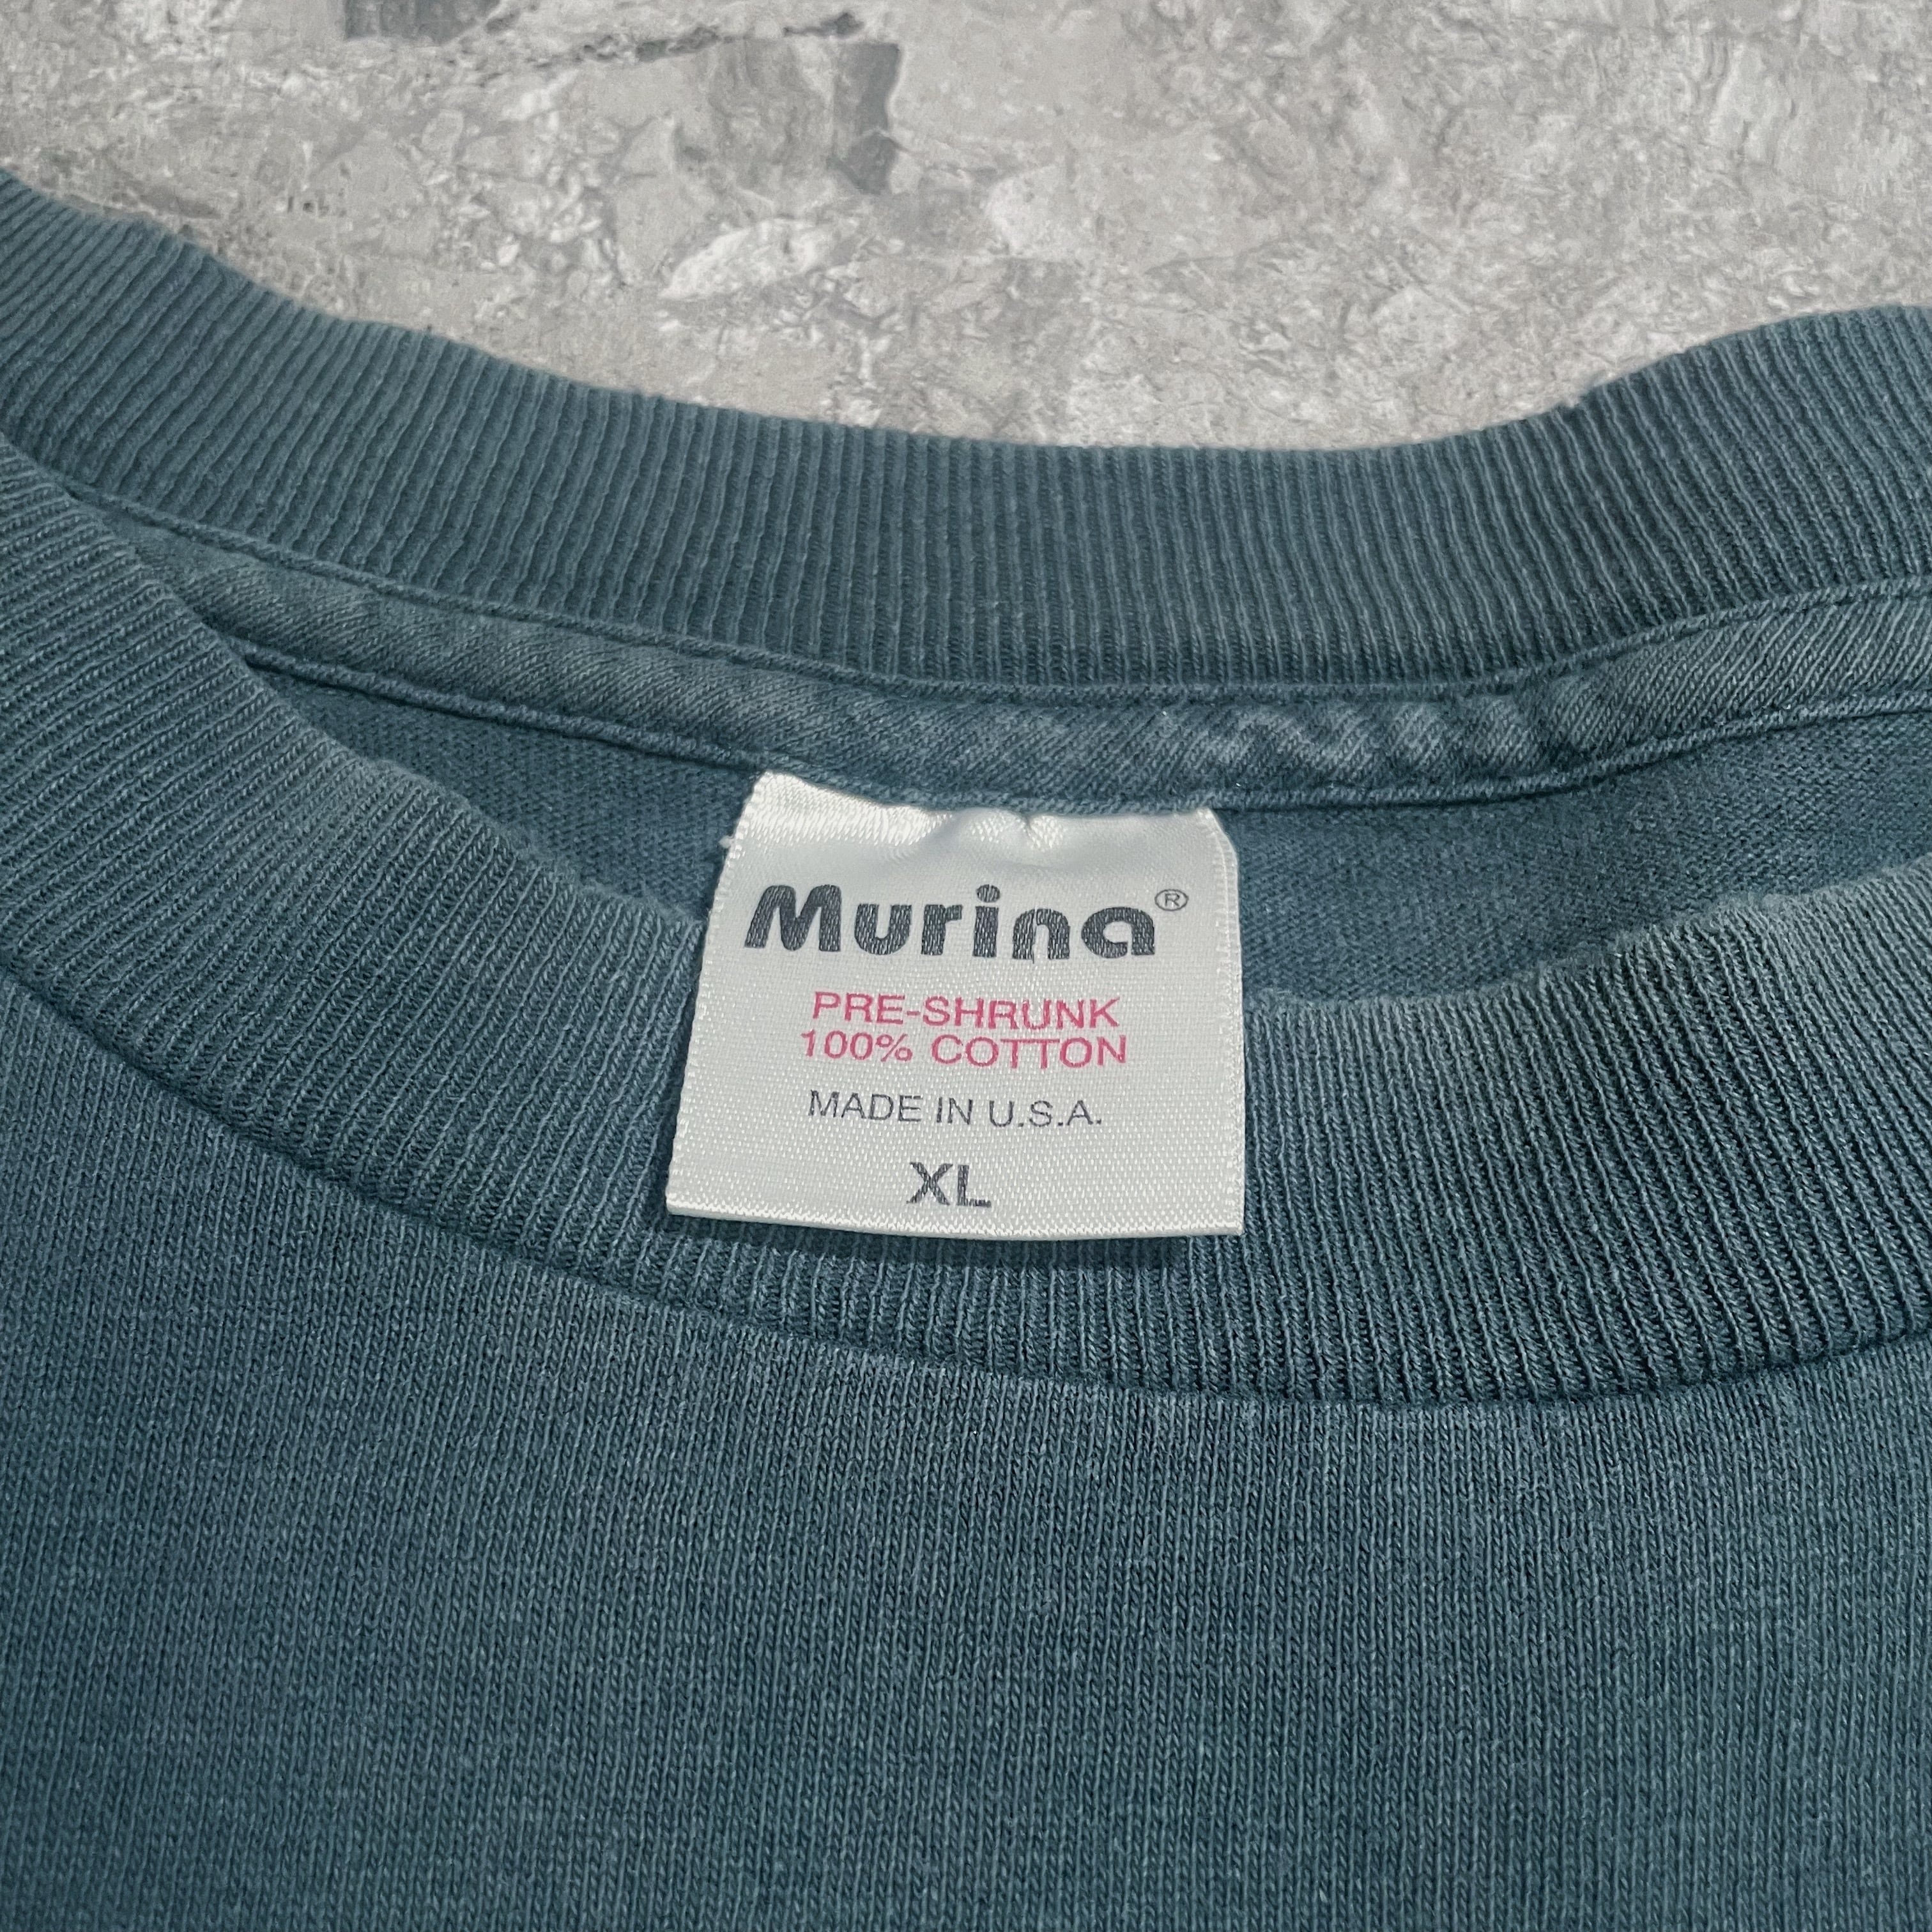 Murina®
PRE-SHRUNK
100% COTTON
MADE IN U.S.A.
XL